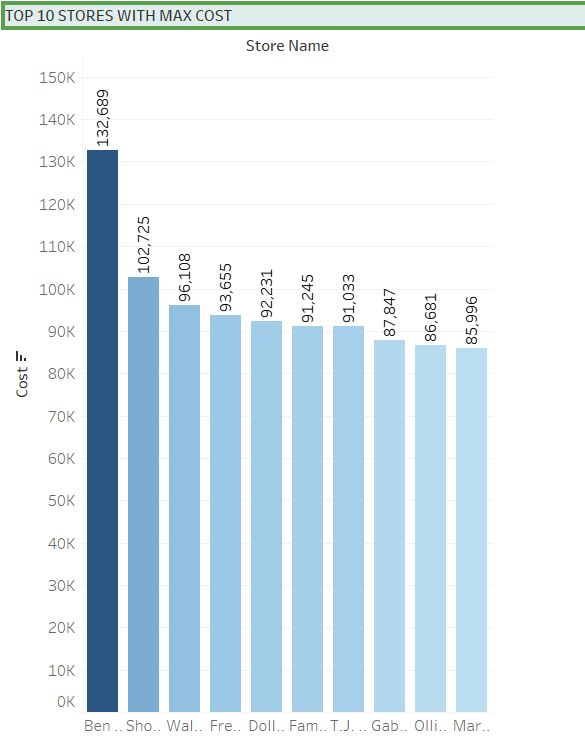 TOP 10 STORES WITH MAX COST
Store Name
150K
140K
130K
120K
110K
100K
90K
80K
70K
60K
50K
40K
30K
20K
10K
0K
Cost
132,689
102,725
96,108
93,655
92,231
91,245
91,033
87,847
86,681
85,996
Ben .. Sho.. Wal.. Fre.. Doll.. Fam.. T.J. .. Gab.. Olli.. Mar..